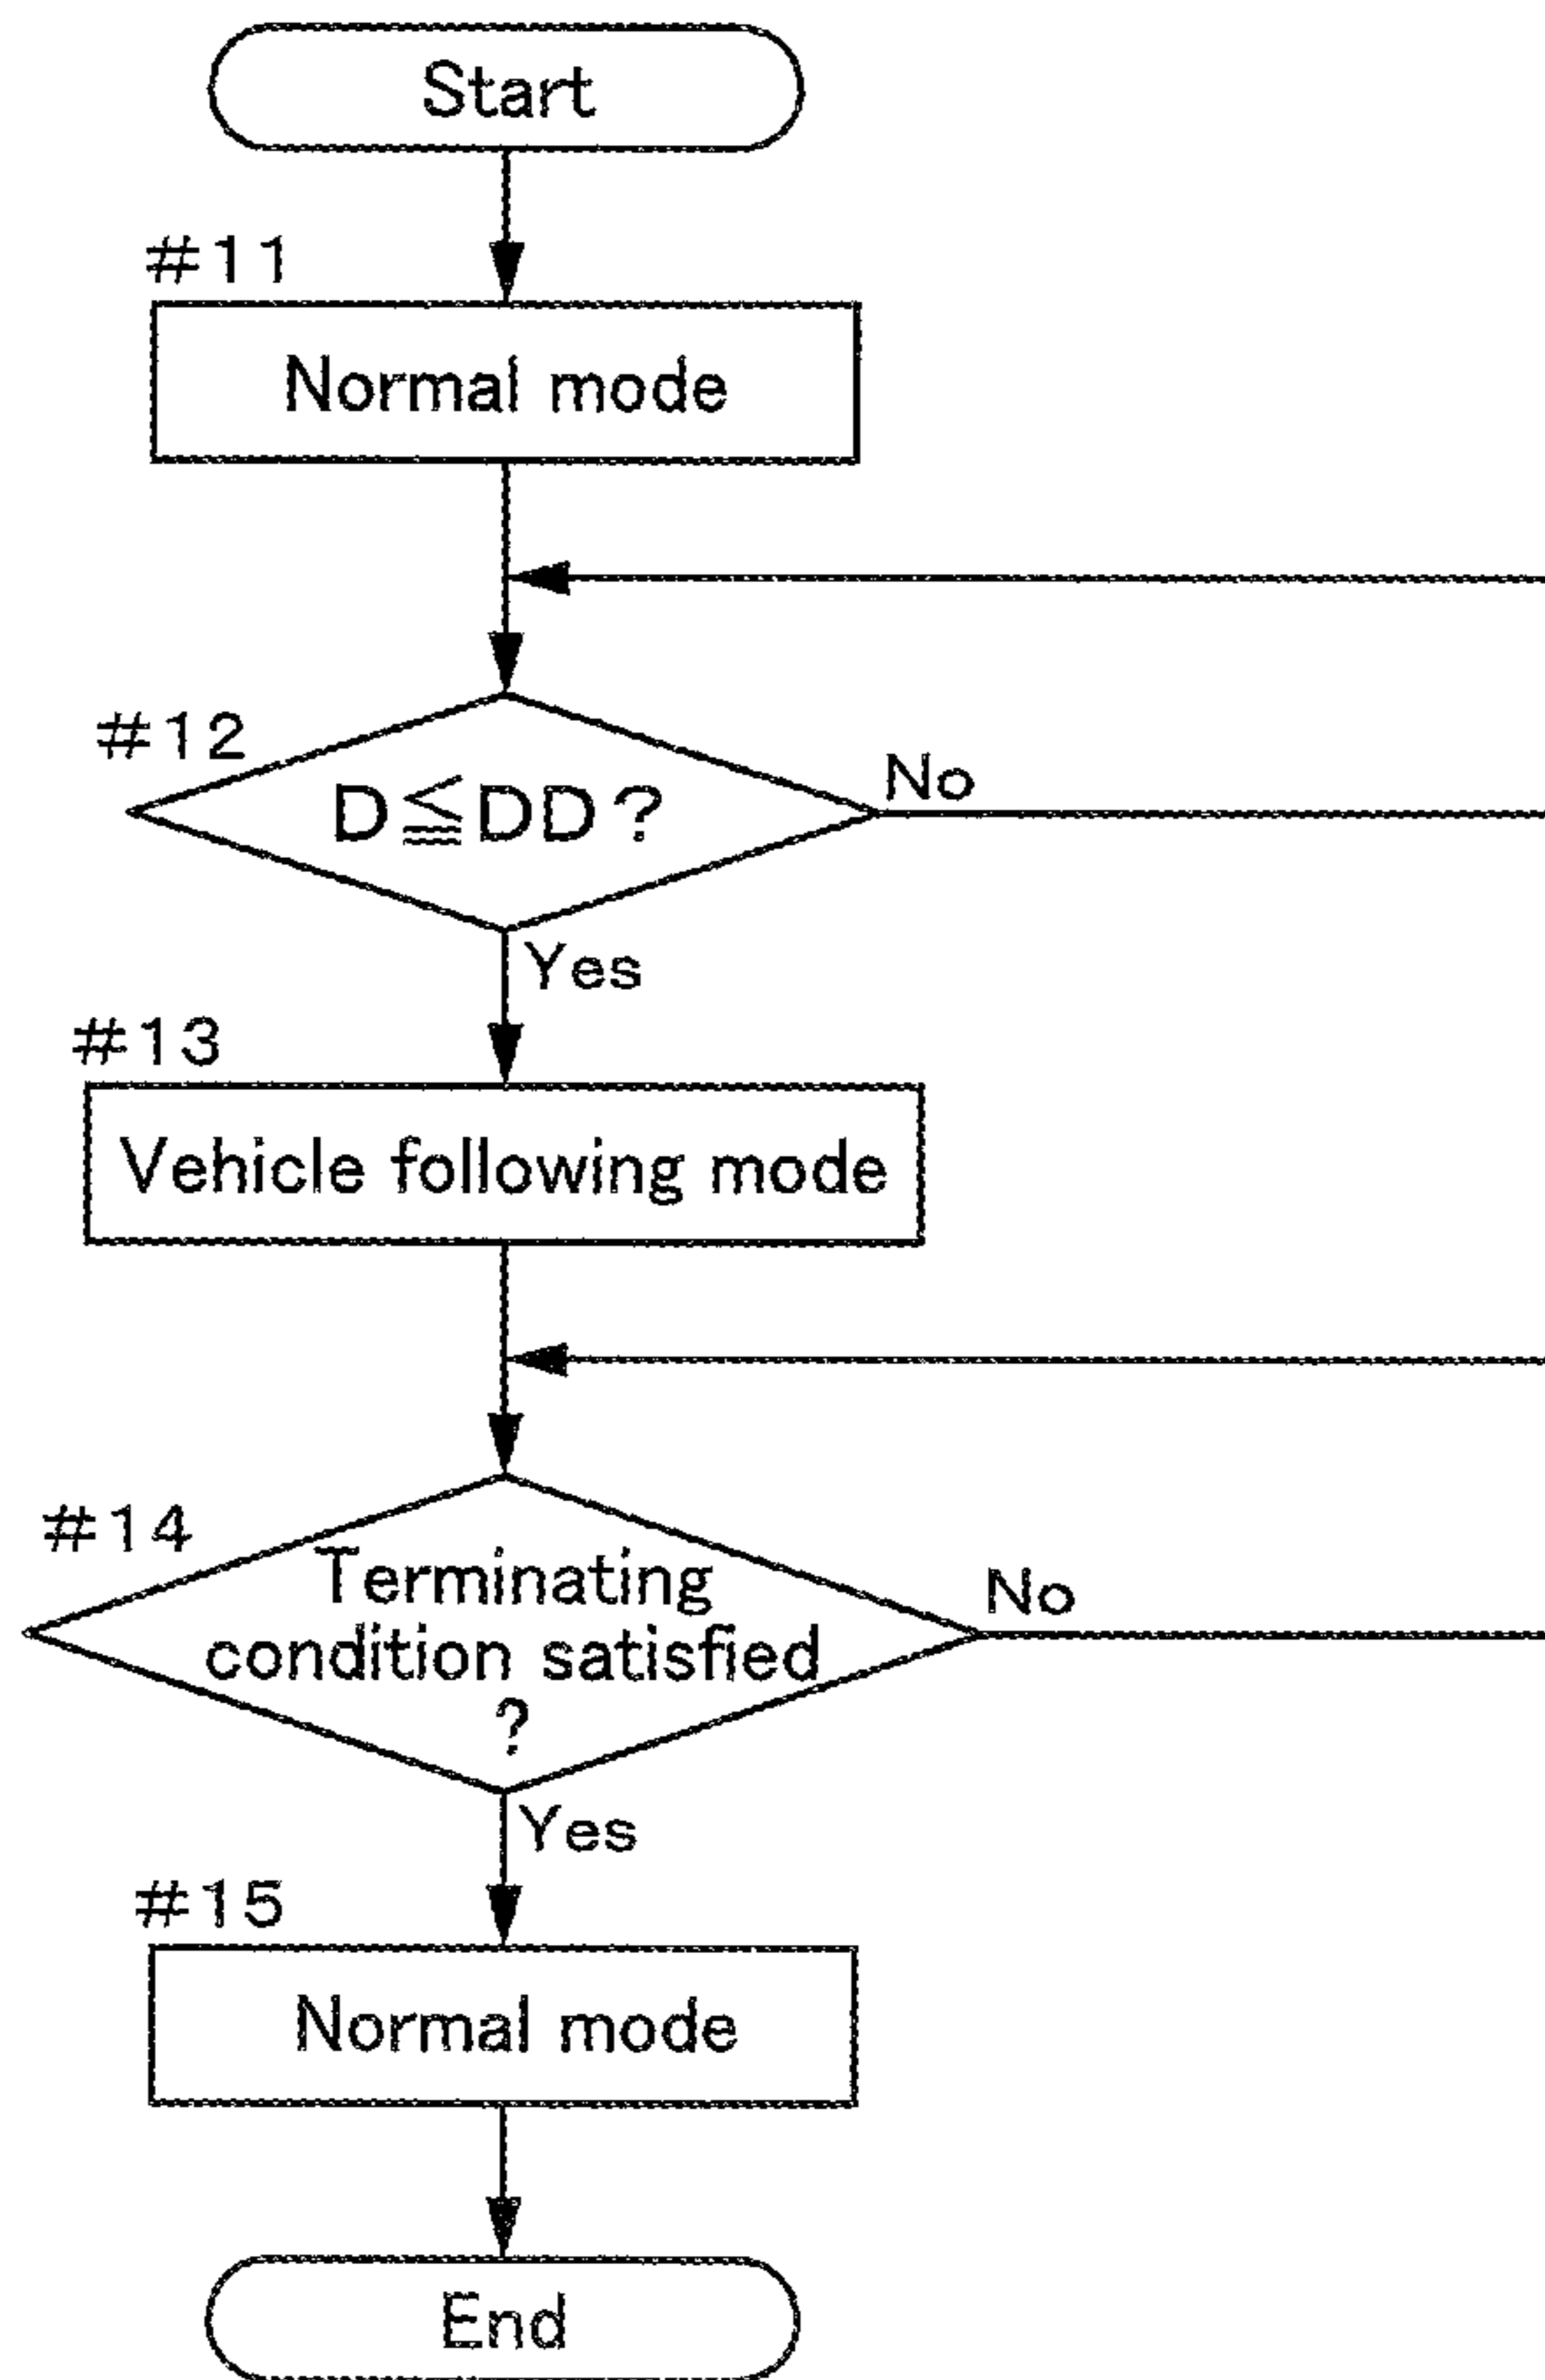 Start
#11
Normal mode
#12
D≦DD?
No
Yes
#13
Vehicle following mode
#14
Terminating
condition satisfied
?
No
Yes
#15
Normal mode
End